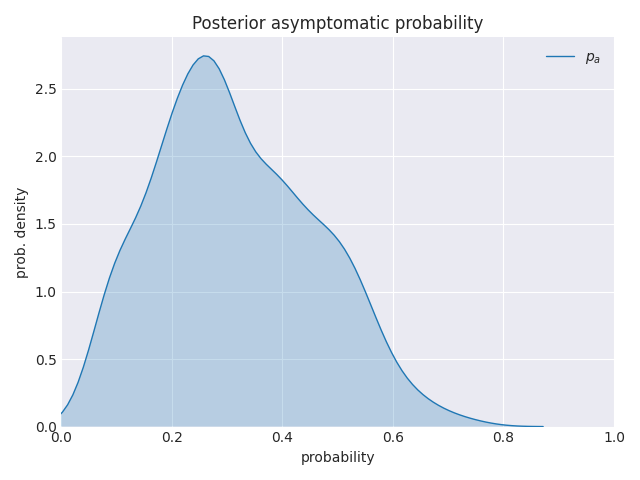 Posterior asymptomatic probability
pₐ
prob. density
2.5
2.0
1.5
1.0
0.5
0.0
0.0 0.2 0.4 0.6 0.8 1.0
probability